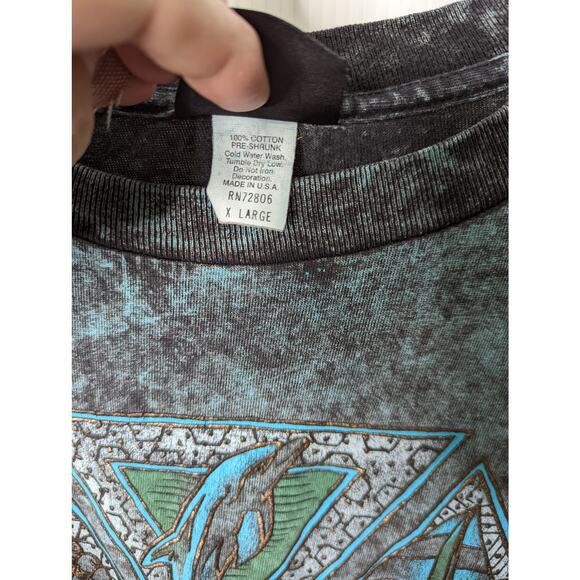 100% COTTON
PRE-SHRUNK
Cold Water Wash.
Tumble Dry Low.
Do Not Iron
Decoration.
MADE IN U.S.A.
RN72806
X LARGE